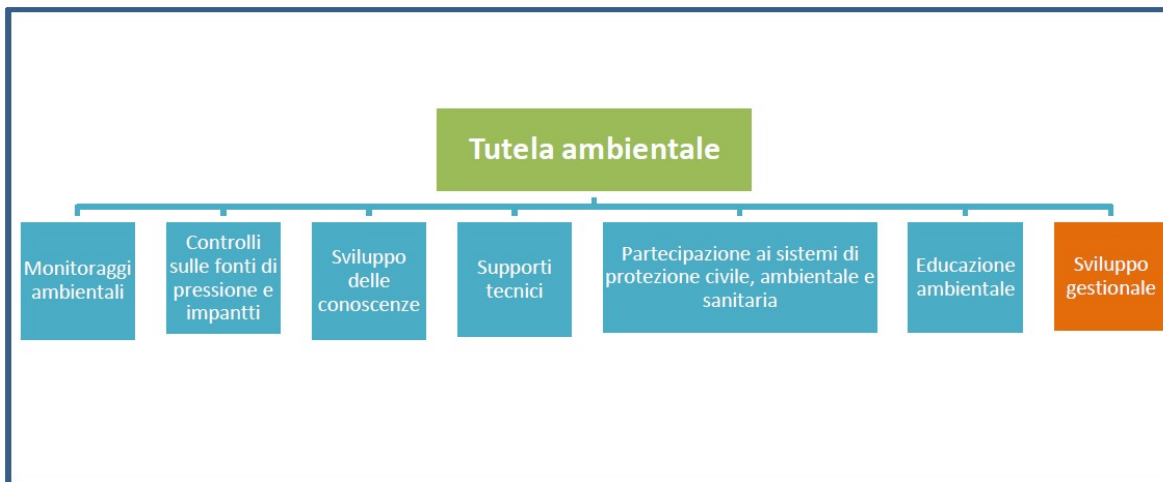 Tutela ambientale
Monitoraggi
ambientali
Controlli
sulle fonti di
pressione e
impantti
Sviluppo
delle
conoscenze
Supporti
tecnici
Partecipazione ai sistemi di
protezione civile, ambientale e
sanitaria
Educazione
ambientale
Sviluppo
gestionale